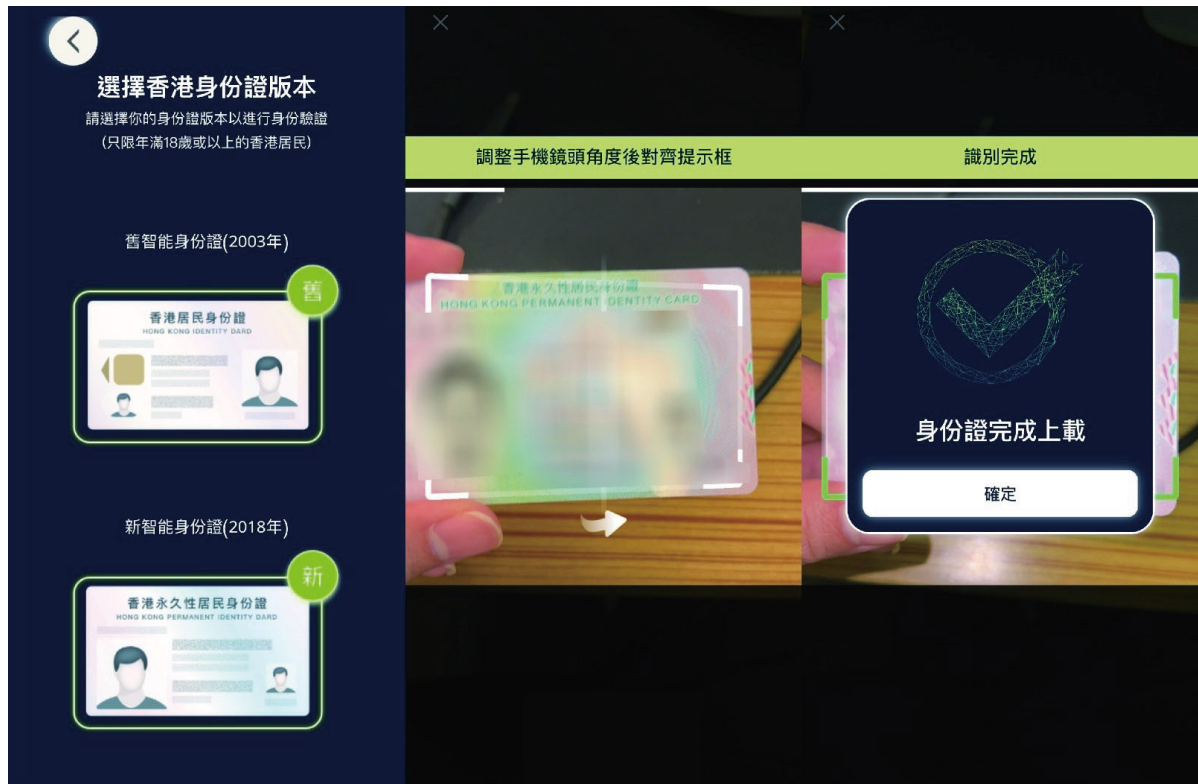 選擇香港身份證版本
請選擇你的身份證版本以進行身份驗證
(只限年滿18歲或以上的香港居民)
舊智能身份證(2003年)
舊
香港居民身份證
HONG KONG IDENTITY DARD
新智能身份證(2018年)
新
香港永久性居民身份證
HONG KONG PERMANENT IDENTITY DARD
調整手機鏡頭角度後對齊提示框
香港永久性居民身份證
HONG KONG PERMANENT IDENTITY CARD
識別完成
身份證完成上載
確定